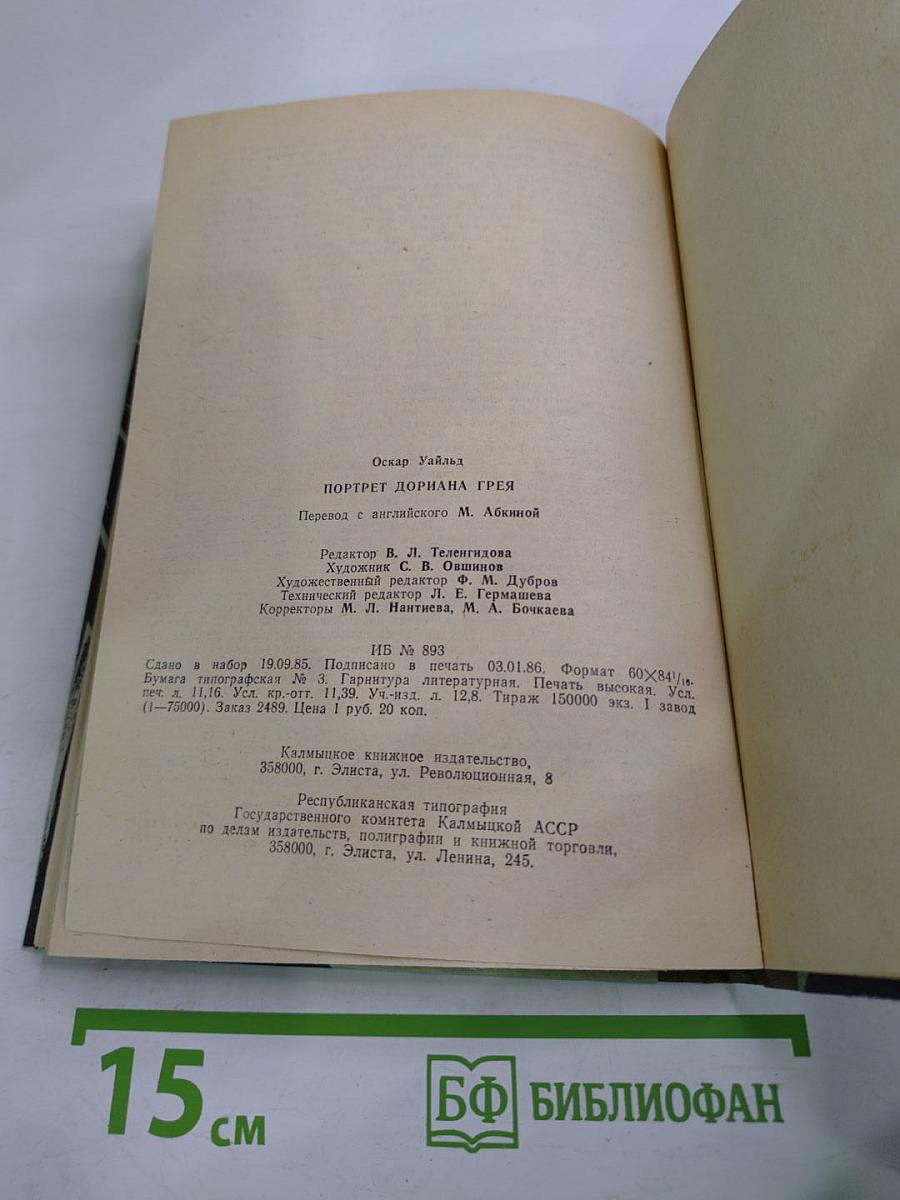 Оскар Уайльд
ПОРТРЕТ ДОРИАНА ГРЕЯ
Перевод с английского М. Абкиной
Редактор В. Л. Теленгидова
Художник С. В. Овшинов
Художественный редактор Ф. М. Дубров
Технический редактор Л. Е. Гермашева
Корректоры М. Л. Нантиева, М. А. Бочкаева
ИБ № 893
Сдано в набор 19.09.85. Подписано в печать 03.01.86. Формат 60×84¹/₁₆.
Бумага типографская № 3. Гарнитура литературная. Печать высокая. Усл.
печ. л. 11,16. Усл. кр.-отт. 11,39. Уч.-изд. л. 12,8. Тираж 150000 экз. I завод
(1—75000). Заказ 2489. Цена 1 руб. 20 коп.
Калмыцкое книжное издательство,
358000, г. Элиста, ул. Революционная, 8
Республиканская типография
Государственного комитета Калмыцкой АССР
по делам издательств, полиграфии и книжной торговли,
358000, г. Элиста, ул. Ленина, 245.
15 см
БФ БИБЛИОФАН